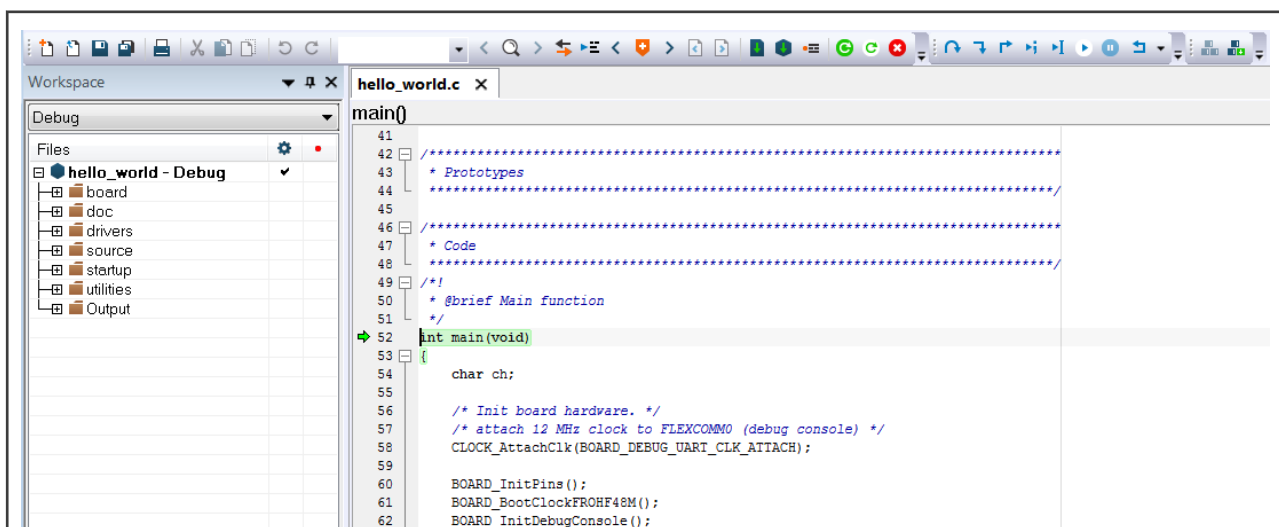 Workspace
hello_world.c
Debug
main()
Files
hello_world - Debug
board
doc
drivers
source
startup
utilities
Output
41
42 /*******************************************************************************
43 * Prototypes
44 ******************************************************************************/
45
46 /*******************************************************************************
47 * Code
48 ******************************************************************************/
49 /*!
50 * @brief Main function
51 */
52 int main(void)
53 {
54 char ch;
55
56 /* Init board hardware. */
57 /* attach 12 MHz clock to FLEXCOMM0 (debug console) */
58 CLOCK_AttachClk(BOARD_DEBUG_UART_CLK_ATTACH);
59
60 BOARD_InitPins();
61 BOARD_BootClockFROHF48M();
62 BOARD_InitDebugConsole();